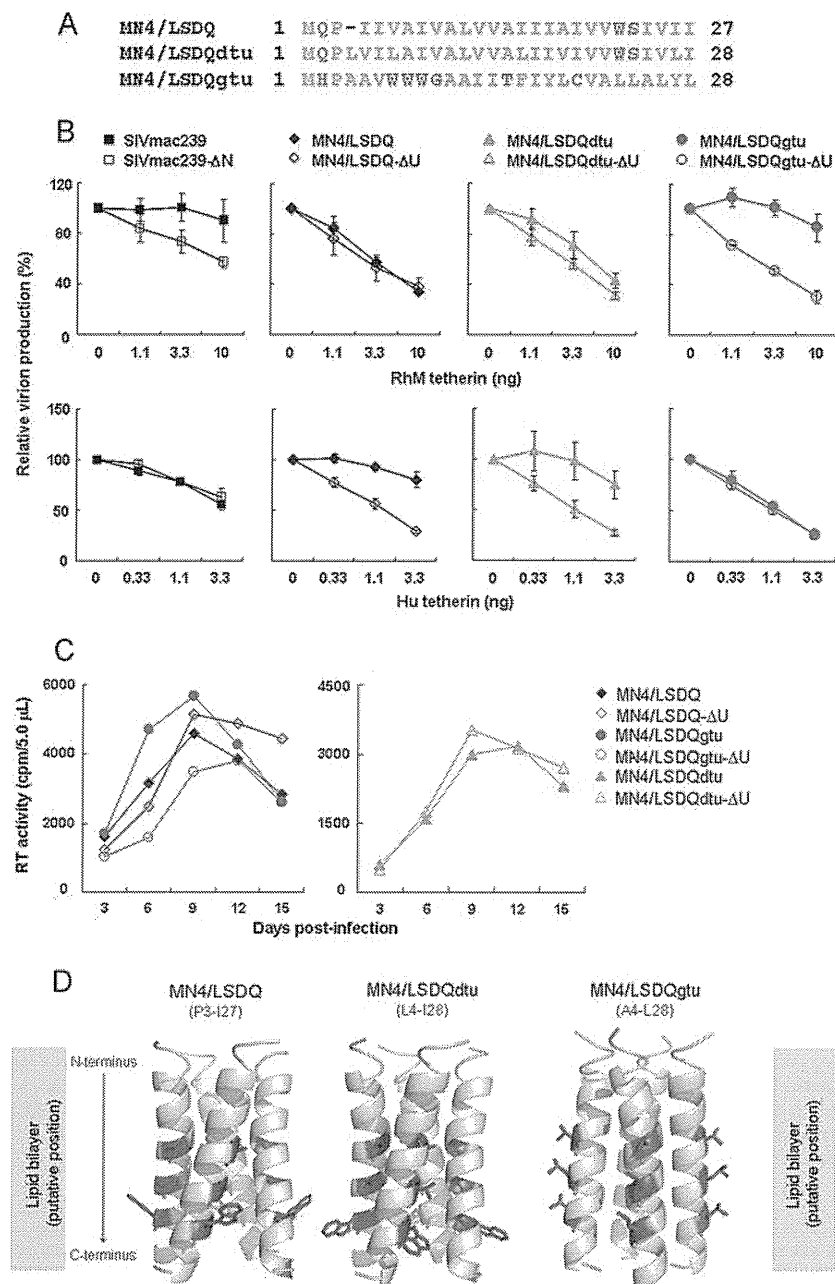 A
MN4/LSDQ 1 MQP-IIVAIVALVVAIIIAIVVWSIVII 27
MN4/LSDQdtu 1 MQPLVILAIVALVVALIIVIVVWSIVLI 28
MN4/LSDQgtu 1 MHPAAVWWWGAAIITPIYLCVALLALYL 28
B
SIVmac239
SIVmac239-ΔN
MN4/LSDQ
MN4/LSDQ-ΔU
MN4/LSDQdtu
MN4/LSDQdtu-ΔU
MN4/LSDQgtu
MN4/LSDQgtu-ΔU
Relative virion production (%)
120
80
40
0
0 1.1 3.3 10
0 1.1 3.3 10
0 1.1 3.3 10
0 1.1 3.3 10
RhM tetherin (ng)
150
100
50
0
0 0.33 1.1 3.3
0 0.33 1.1 3.3
0 0.33 1.1 3.3
0 0.33 1.1 3.3
Hu tetherin (ng)
C
RT activity (cpm/5.0 μL)
6000
4000
2000
0
3 6 9 12 15
4500
3000
1500
0
3 6 9 12 15
Days post-infection
MN4/LSDQ
MN4/LSDQ-ΔU
MN4/LSDQgtu
MN4/LSDQgtu-ΔU
MN4/LSDQdtu
MN4/LSDQdtu-ΔU
D
MN4/LSDQ
(P3-I27)
MN4/LSDQdtu
(L4-I28)
MN4/LSDQgtu
(A4-L28)
Lipid bilayer
(putative position)
N-terminus
C-terminus
Lipid bilayer
(putative position)